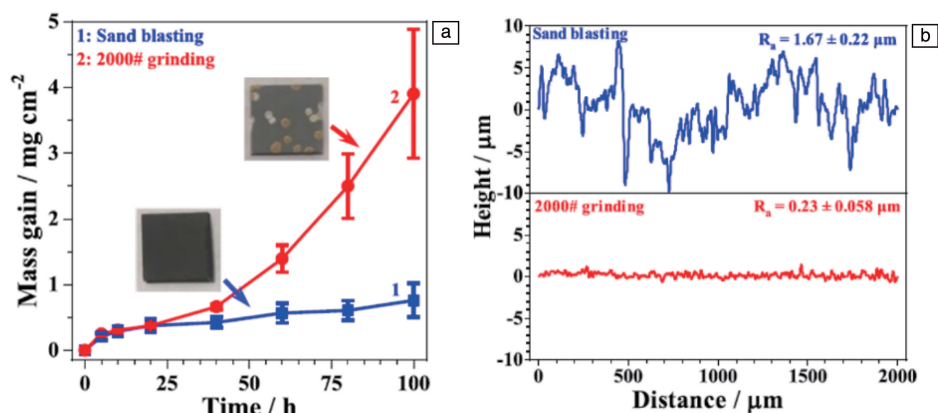 a
1: Sand blasting
2: 2000# grinding
Mass gain / mg cm-2
5
4
3
2
1
0
2
1
0
25
50
75
100
Time / h
b
Sand blasting
Ra = 1.67 ± 0.22 μm
Height / μm
10
5
0
-5
-10
2000# grinding
Ra = 0.23 ± 0.058 μm
5
0
-5
-10
0
500
1000
1500
2000
Distance / μm